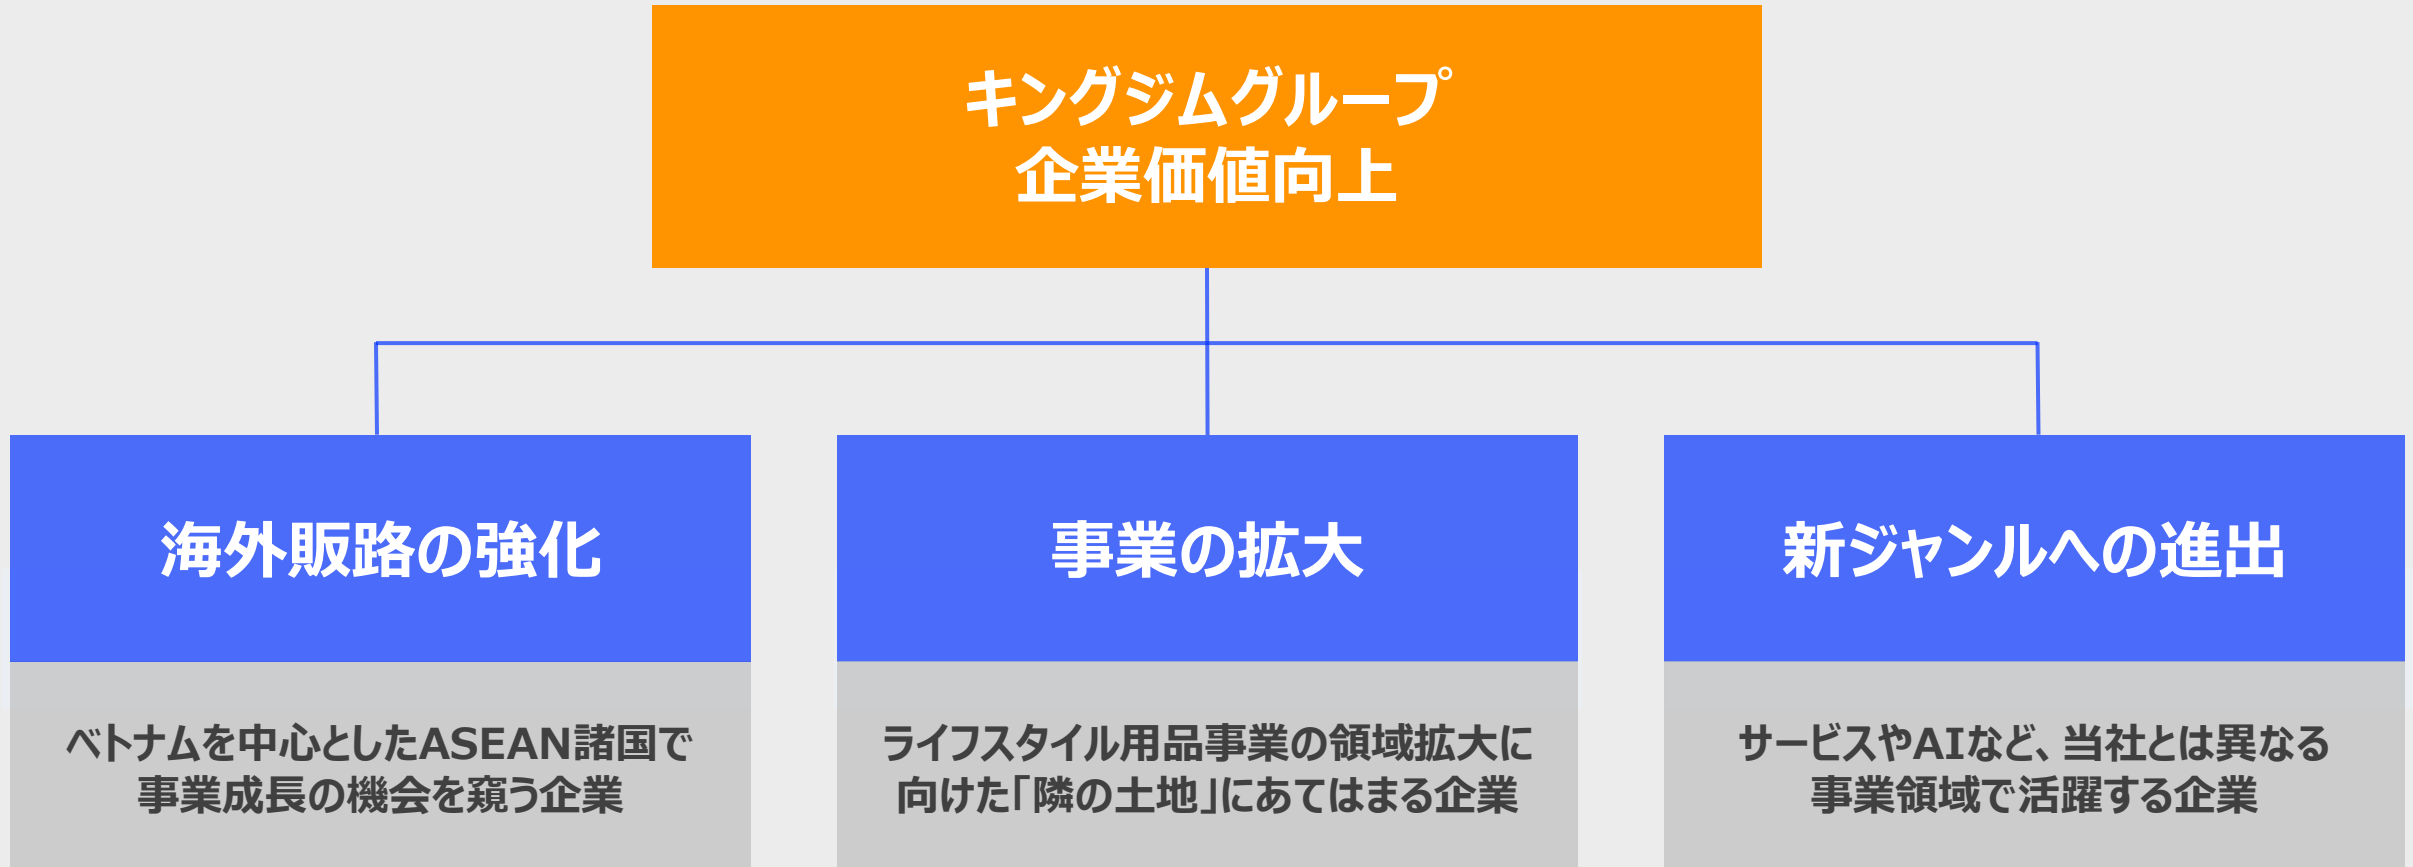 キングジムグループ
企業価値向上
海外販路の強化
事業の拡大
新ジャンルへの進出
ベトナムを中心としたASEAN諸国で
事業成長の機会を窺う企業
ライフスタイル用品事業の領域拡大に
向けた「隣の土地」にあてはまる企業
サービスやAIなど、当社とは異なる
事業領域で活躍する企業